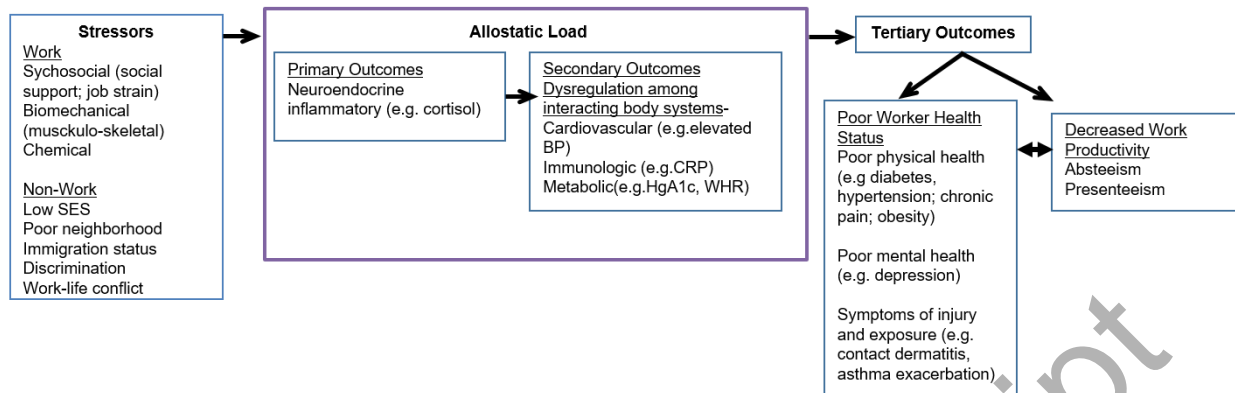 Stressors
Work
Sychosocial (social
support; job strain)
Biomechanical
(musckulo-skeletal)
Chemical
Non-Work
Low SES
Poor neighborhood
Immigration status
Discrimination
Work-life conflict
Allostatic Load
Primary Outcomes
Neuroendocrine
inflammatory (e.g. cortisol)
Secondary Outcomes
Dysregulation among
interacting body systems-
Cardiovascular (e.g.elevated
BP)
Immunologic (e.g.CRP)
Metabolic(e.g.HgA1c, WHR)
Tertiary Outcomes
Poor Worker Health
Status
Poor physical health
(e.g diabetes,
hypertension; chronic
pain; obesity)
Poor mental health
(e.g. depression)
Symptoms of injury
and exposure (e.g.
contact dermatitis,
asthma exacerbation)
Decreased Work
Productivity
Absteeism
Presenteeism
ipt